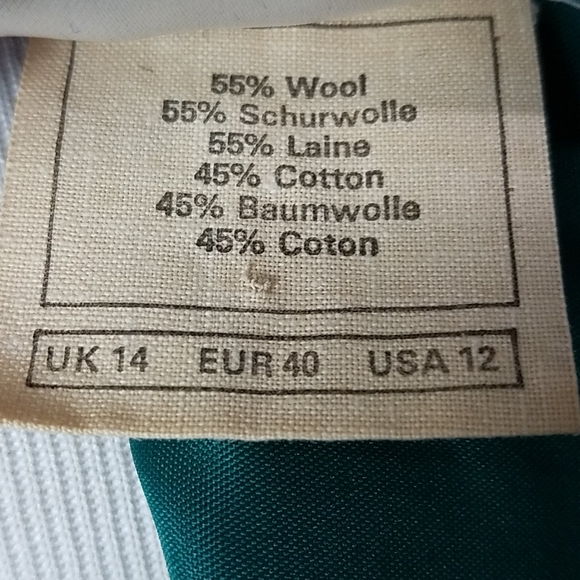 55% Wool
55% Schurwolle
55% Laine
45% Cotton
45% Baumwolle
45% Coton
UK 14 EUR 40 USA 12